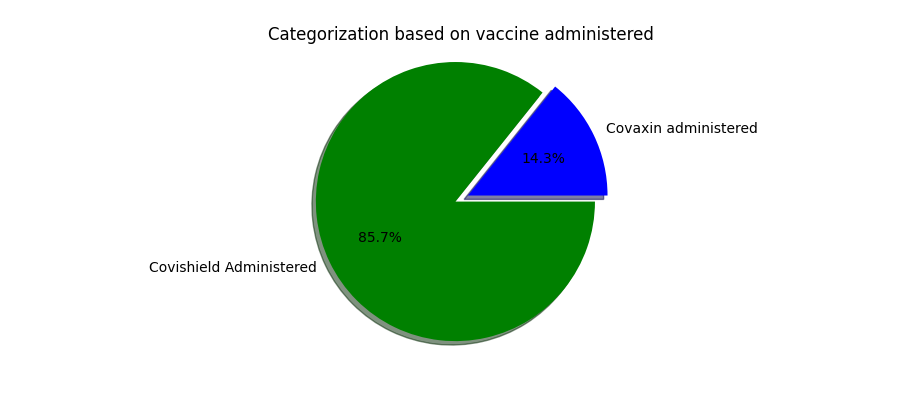 Categorization based on vaccine administered
Covaxin administered
14.3%
85.7%
Covishield Administered